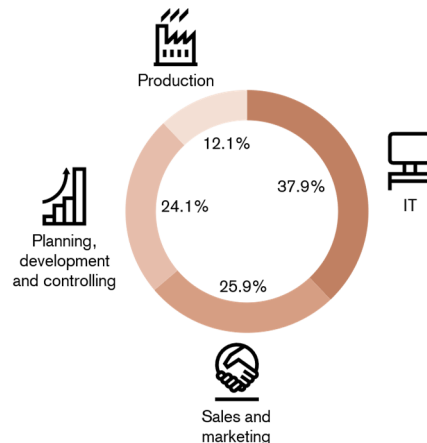 Production
12.1%
37.9%
IT
24.1%
Planning,
development
and controlling
25.9%
Sales and
marketing